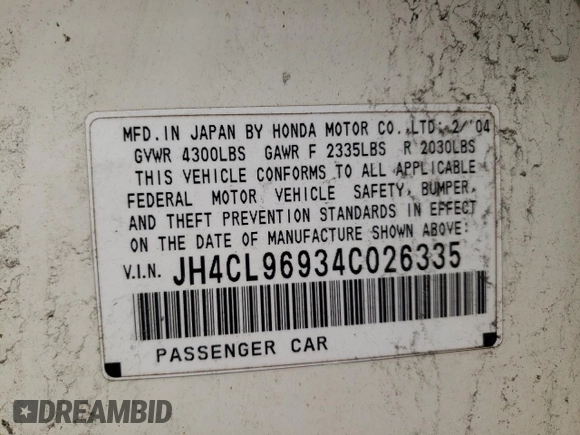 MFD.IN JAPAN BY HONDA MOTOR CO.,LTD: 2/'04
GVWR 4300LBS GAWR F 2335LBS R 2030LBS
THIS VEHICLE CONFORMS TO ALL APPLICABLE
FEDERAL MOTOR VEHICLE SAFETY, BUMPER,
AND THEFT PREVENTION STANDARDS IN EFFECT
ON THE DATE OF MANUFACTURE SHOWN ABOVE:
V.I.N. JH4CL96934C026335
PASSENGER CAR
DREAMBID